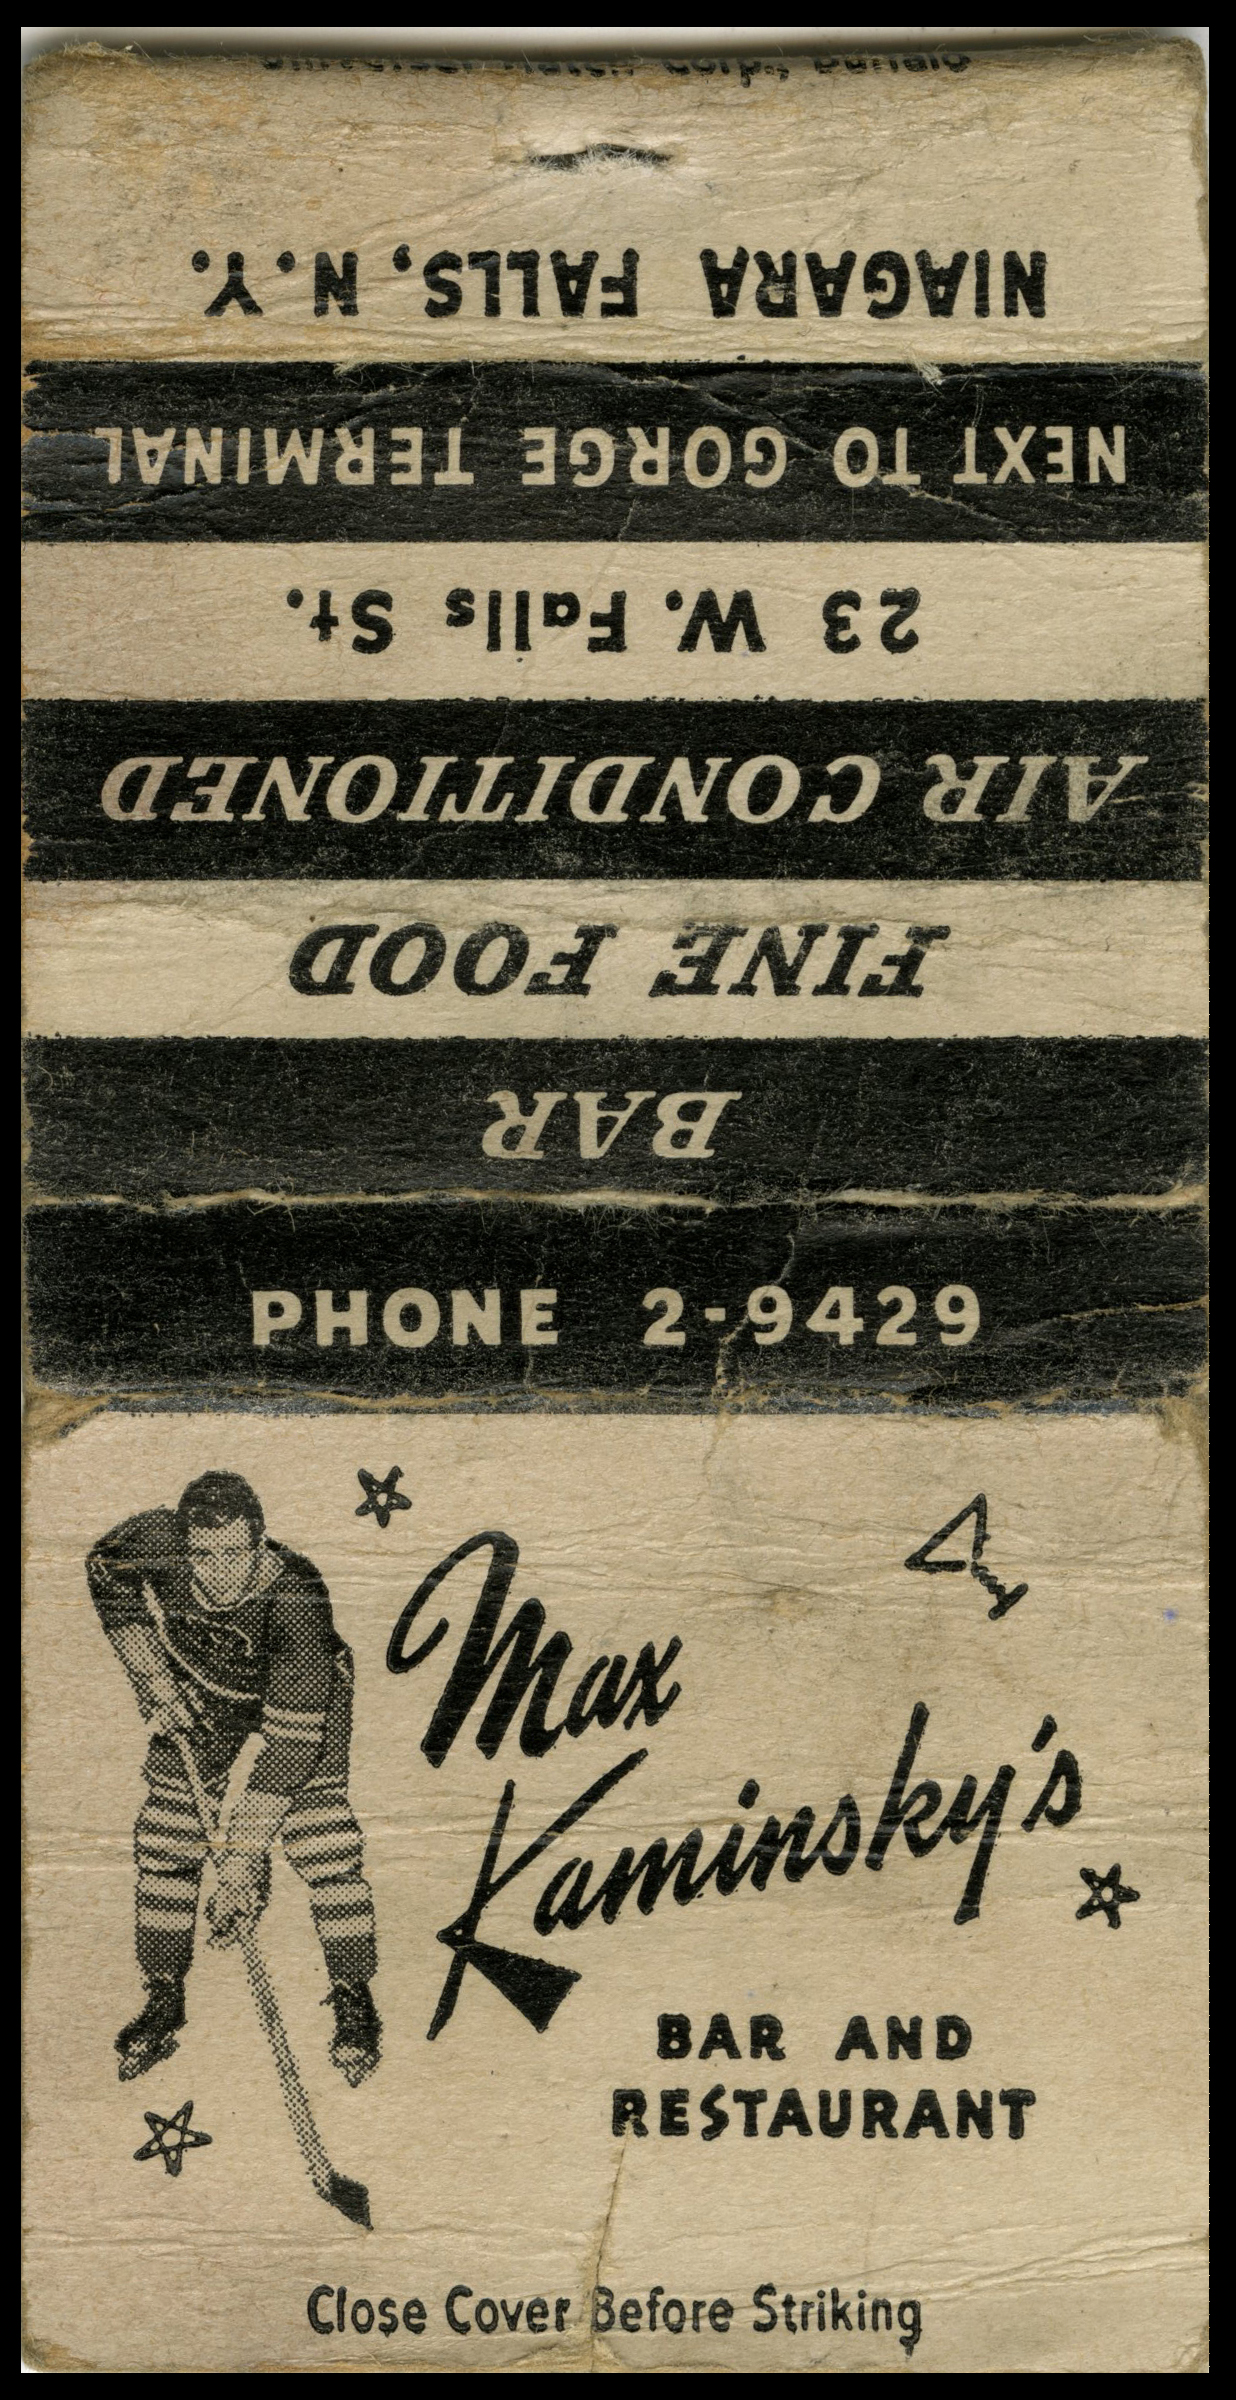 PHONE 2-9429
Max
Kaminsky's
BAR AND
RESTAURANT
Close Cover Before Striking
BAR
FINE FOOD
AIR CONDITIONED
23 W. Falls St.
NEXT TO GORGE TERMINAL
NIAGARA FALLS, N.Y.